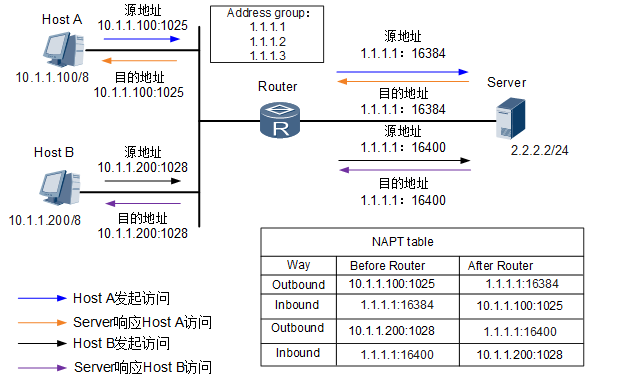 Host A
源地址
10.1.1.100:1025
10.1.1.100/8
目的地址
10.1.1.100:1025
Address group:
1.1.1.1
1.1.1.2
1.1.1.3
源地址
1.1.1.1：16384
Router
目的地址
1.1.1.1：16384
Server
R
源地址
1.1.1.1：16400
2.2.2.2/24
目的地址
1.1.1.1：16400
Host B
源地址
10.1.1.200:1028
10.1.1.200/8
目的地址
10.1.1.200:1028
NAPT table
Way Before Router After Router
Outbound 10.1.1.100:1025 1.1.1.1:16384
Inbound 1.1.1.1:16384 10.1.1.100:1025
Outbound 10.1.1.200:1028 1.1.1.1:16400
Inbound 1.1.1.1:16400 10.1.1.200:1028
Host A发起访问
Server响应Host A访问
Host B发起访问
Server响应Host B访问